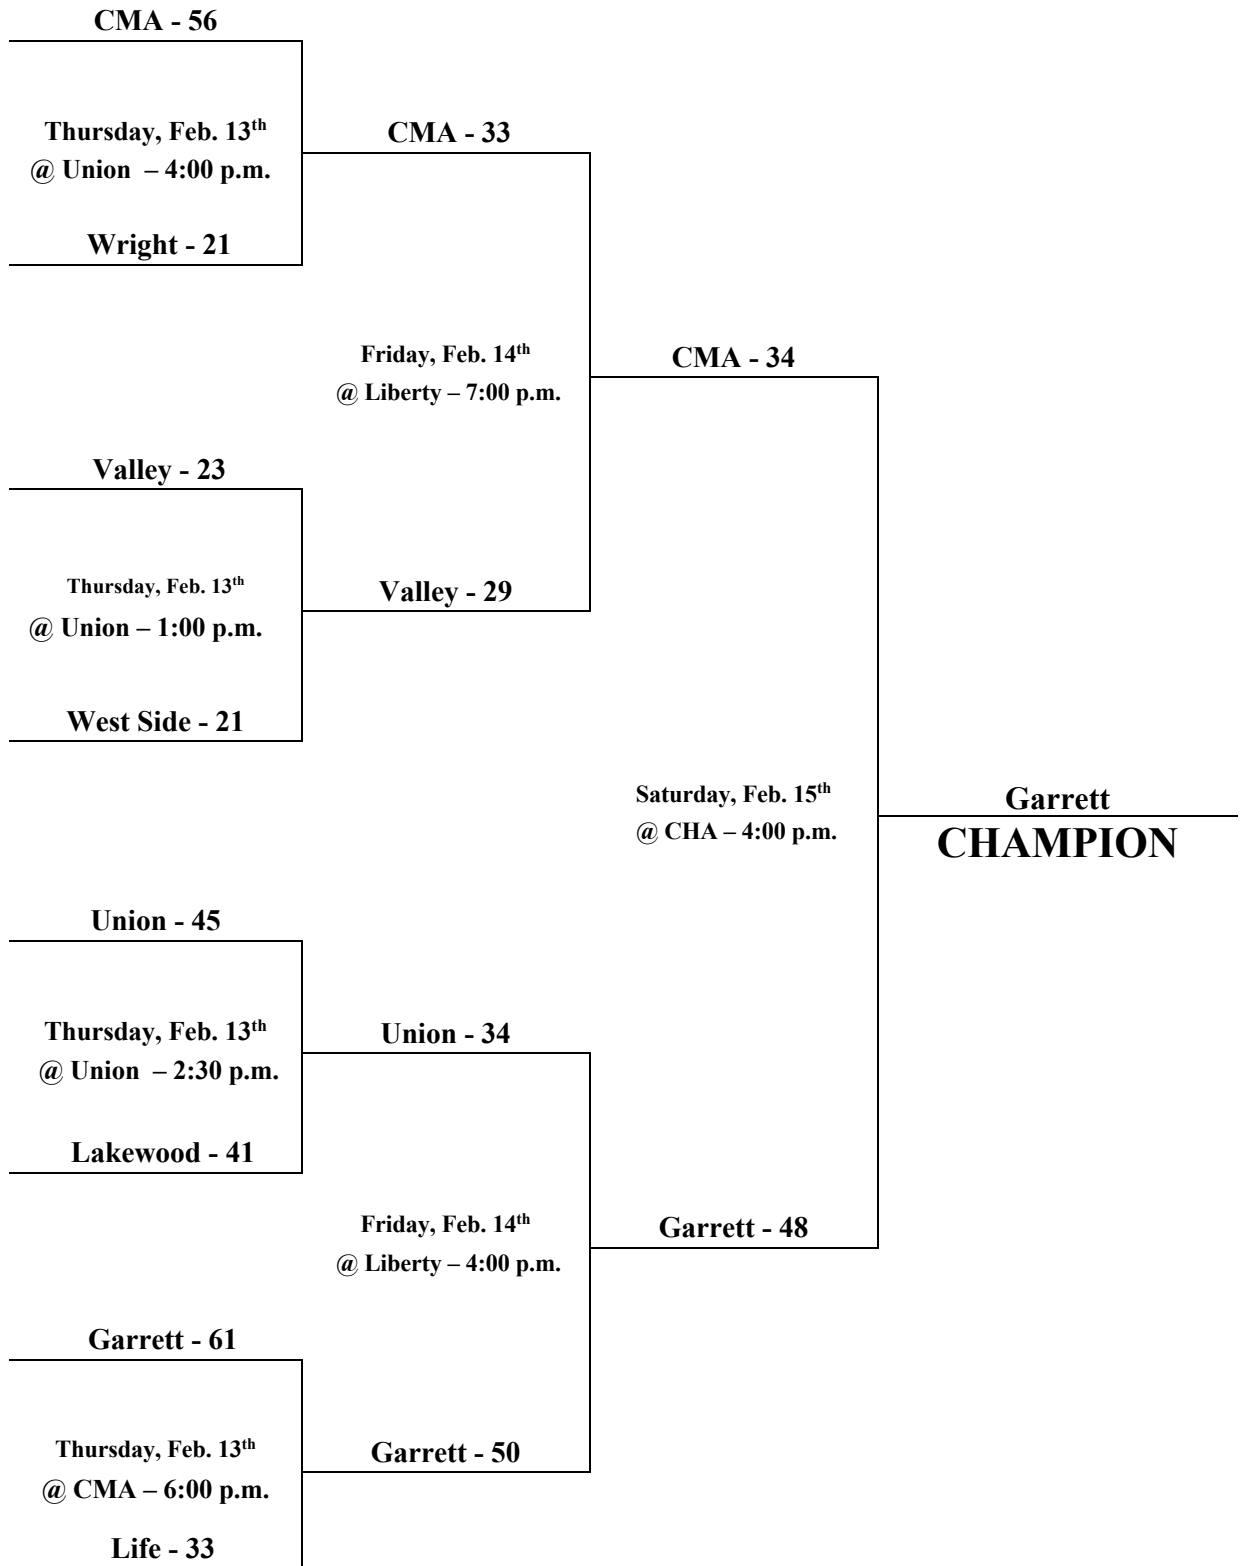 CMA - 56
Thursday, Feb. 13th
@ Union – 4:00 p.m.
Wright - 21
CMA - 33
Friday, Feb. 14th
@ Liberty – 7:00 p.m.
CMA - 34
Valley - 23
Thursday, Feb. 13th
@ Union – 1:00 p.m.
West Side - 21
Valley - 29
Saturday, Feb. 15th
@ CHA – 4:00 p.m.
Garrett
CHAMPION
Union - 45
Thursday, Feb. 13th
@ Union – 2:30 p.m.
Lakewood - 41
Union - 34
Friday, Feb. 14th
@ Liberty – 4:00 p.m.
Garrett - 48
Garrett - 61
Thursday, Feb. 13th
@ CMA – 6:00 p.m.
Life - 33
Garrett - 50